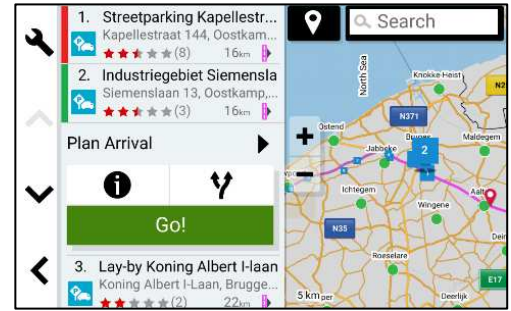 1. Streetparking Kapellestr...
Kapellestraat 144, Oostkam...
(8) 16km
2. Industriegebiet Siemensla
Siemenslaan 13, Oostkamp,...
(3) 16km
Plan Arrival
Go!
3. Lay-by Koning Albert I-laan
Koning Albert I-Laan, Brugge...
(2) 22km
Search
North Sea
Knokke-Heist
N371
Ostend
Maldegem
Jabbeke
2
Ichtegem
Wingene
Aalt
N35
Dein
Roeselare
E17
5 km
per
Deerlijk